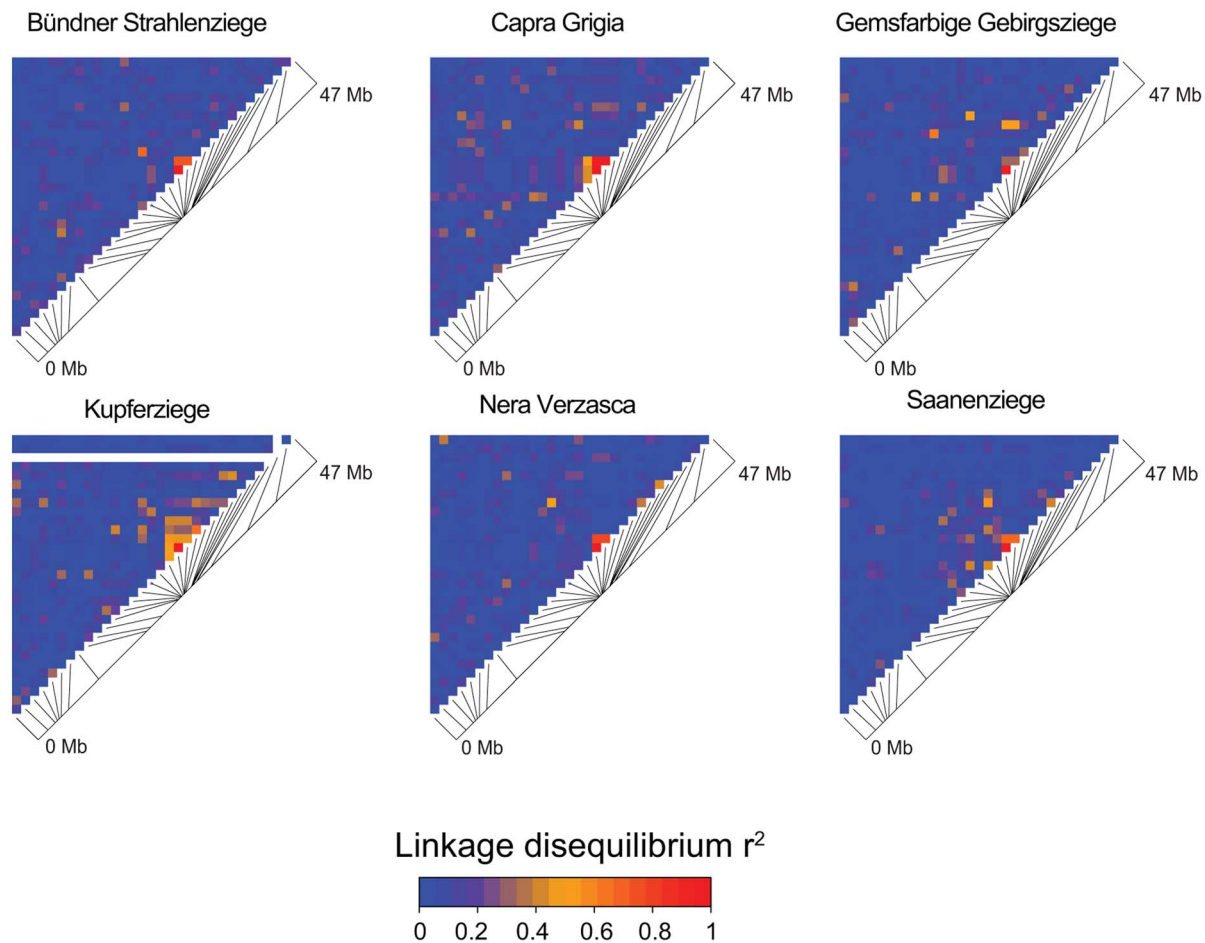 Bündner Strahlenziege
Capra Grigia
Gemsfarbige Gebirgsziege
47 Mb
47 Mb
47 Mb
0 Mb
0 Mb
0 Mb
Kupferziege
Nera Verzasca
Saanenziege
47 Mb
47 Mb
47 Mb
0 Mb
0 Mb
0 Mb
Linkage disequilibrium r²
0 0.2 0.4 0.6 0.8 1